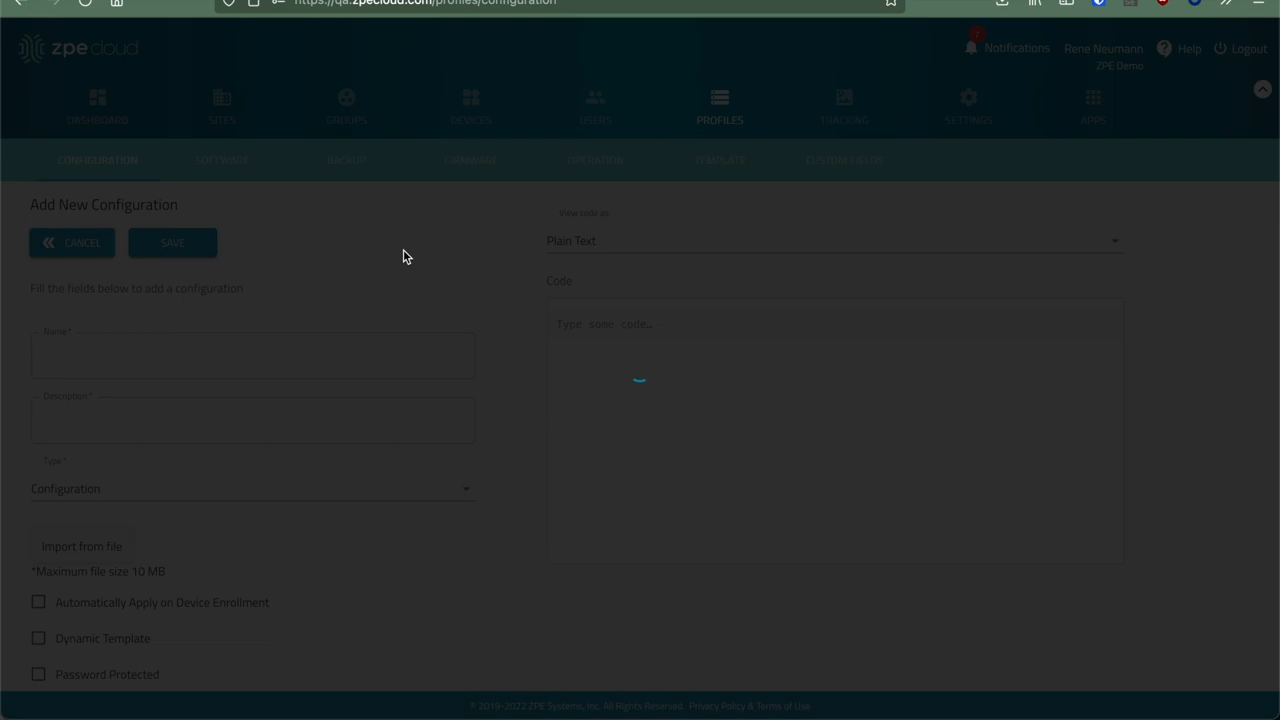 https://qa.zpecloud.com/profiles/configuration
zpe cloud
7
Notifications
Rene Neumann
ZPE Demo
Help
Logout
DASHBOARD
SITES
GROUPS
DEVICES
USERS
PROFILES
TRACKING
SETTINGS
APPS
CONFIGURATION
SOFTWARE
BACKUP
FIRMWARE
OPERATION
TEMPLATE
CUSTOM FIELDS
Add New Configuration
CANCEL
SAVE
Fill the fields below to add a configuration
Name *
Description *
Type *
Configuration
Import from file
*Maximum file size 10 MB
Automatically Apply on Device Enrollment
Dynamic Template
Password Protected
View code as:
Plain Text
Code
Type some code…
© 2019-2022 ZPE Systems, Inc. All Rights Reserved. Privacy Policy & Terms of Use